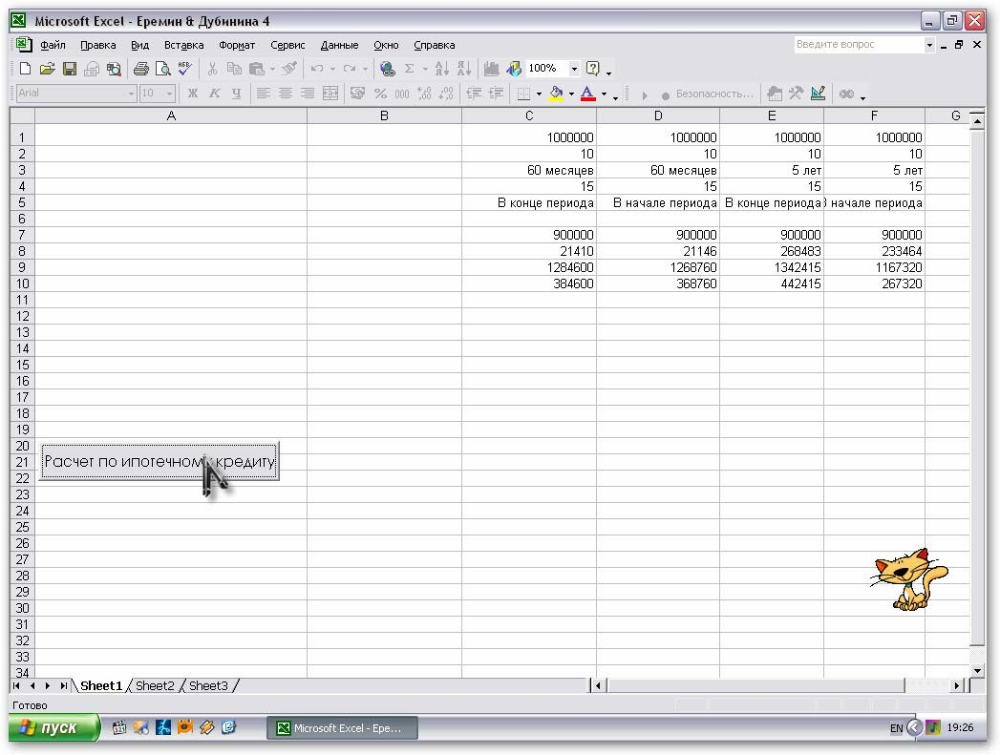 Microsoft Excel - Еремин & Дубинина 4
Файл Правка Вид Вставка Формат Сервис Данные Окно Справка Введите вопрос
100%
Arial 10 Ж К Ч % 000 Безопасность...
A B C D E F G
1 1000000 1000000 1000000 1000000
2 10 10 10 10
3 60 месяцев 60 месяцев 5 лет 5 лет
4 15 15 15 15
5 В конце периода В начале периода В конце периода начале периода
6
7 900000 900000 900000 900000
8 21410 21146 268483 233464
9 1284600 1268760 1342415 1167320
10 384600 368760 442415 267320
11
12
13
14
15
16
17
18
19
20
21 Расчет по ипотечному кредиту
22
23
24
25
26
27
28
29
30
31
32
33
34
Sheet1 Sheet2 Sheet3
Готово
пуск Microsoft Excel - Ере... EN 19:26